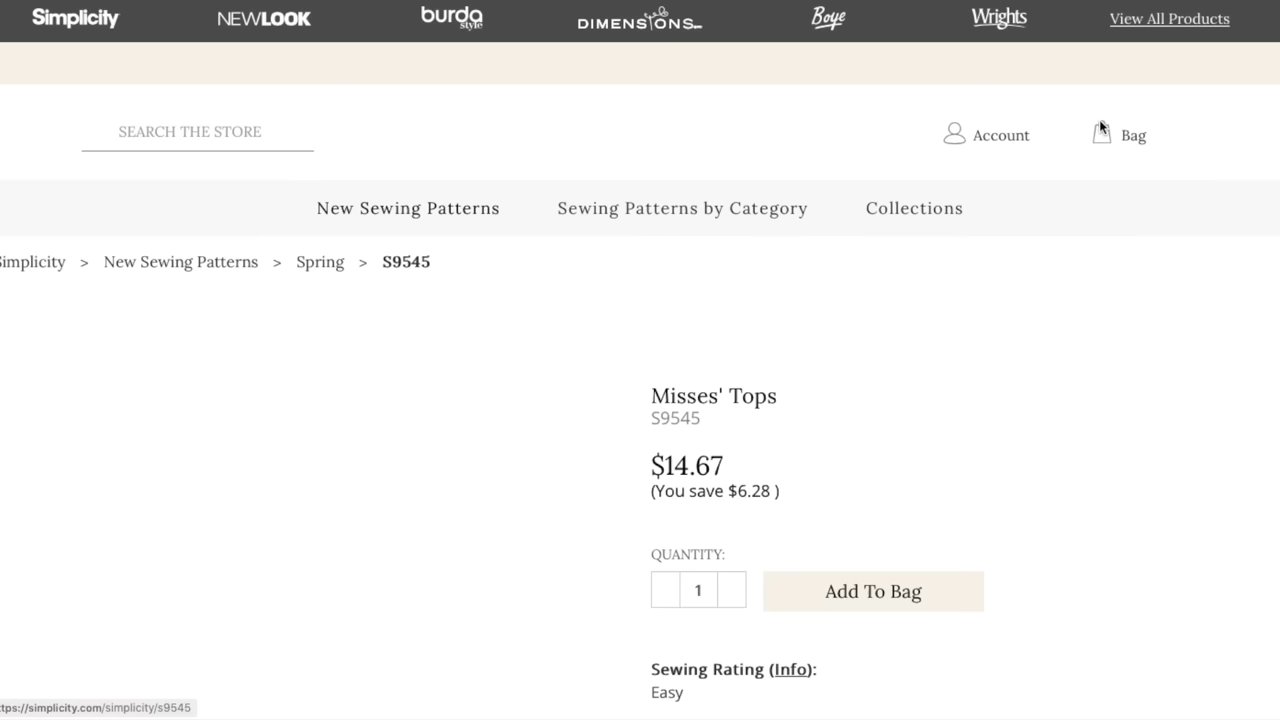 Simplicity NEWLOOK burda style DIMENSIONS Boye Wrights View All Products
SEARCH THE STORE
Account
Bag
New Sewing Patterns Sewing Patterns by Category Collections
Simplicity > New Sewing Patterns > Spring > S9545
Misses' Tops
S9545
$14.67
(You save $6.28 )
QUANTITY:
1
Add To Bag
Sewing Rating (Info):
Easy
ttps://simplicity.com/simplicity/s9545